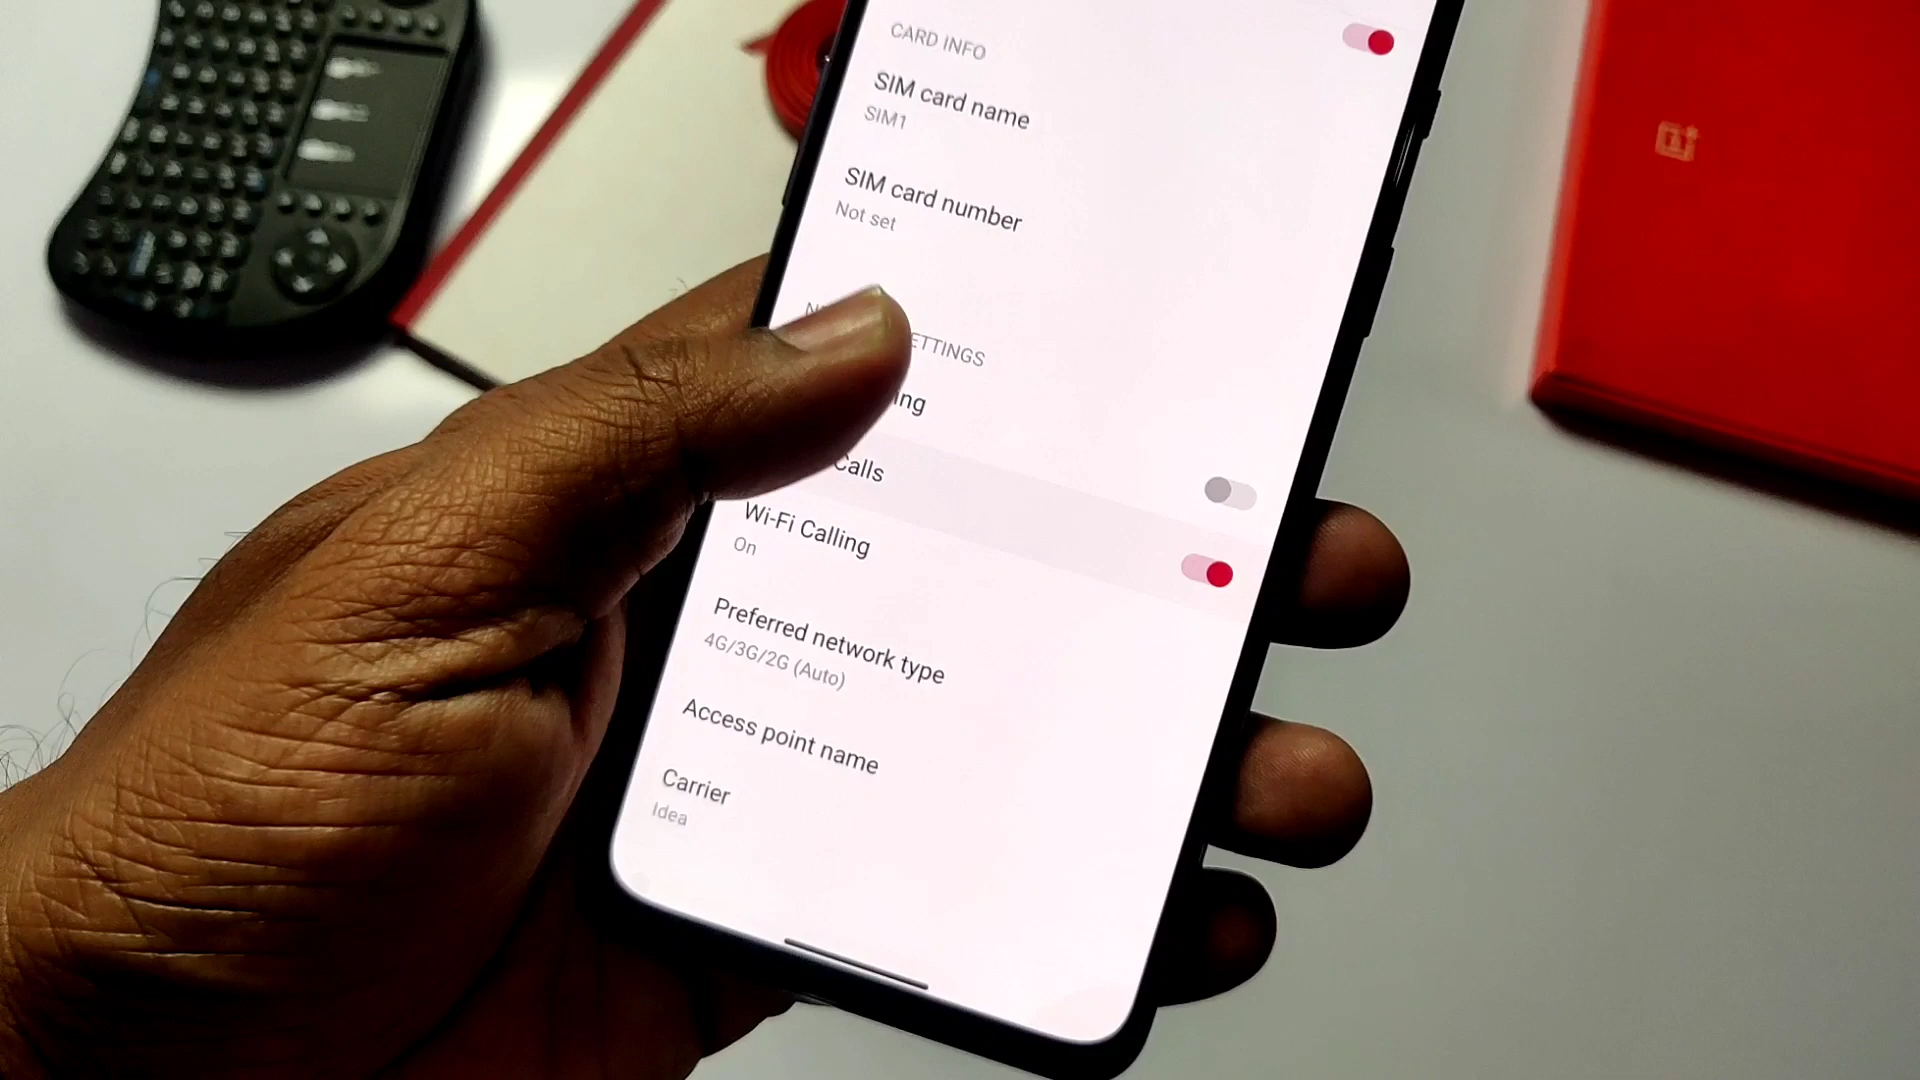 CARD INFO
SIM card name
SIM1
SIM card number
Not set
ETTINGS
ing
Calls
Wi-Fi Calling
On
Preferred network type
4G/3G/2G (Auto)
Access point name
Carrier
Idea